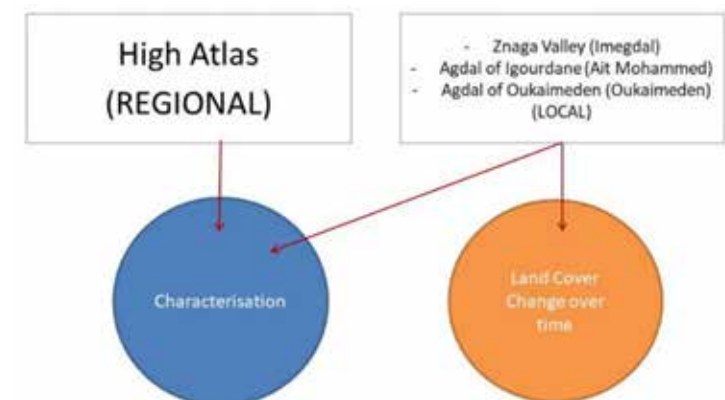 High Atlas
(REGIONAL)
- Znaga Valley (Imegdal)
- Agdal of Igourdane (Ait Mohammed)
- Agdal of Oukaimeden (Oukaimeden)
(LOCAL)
Characterisation
Land Cover
Change over
time